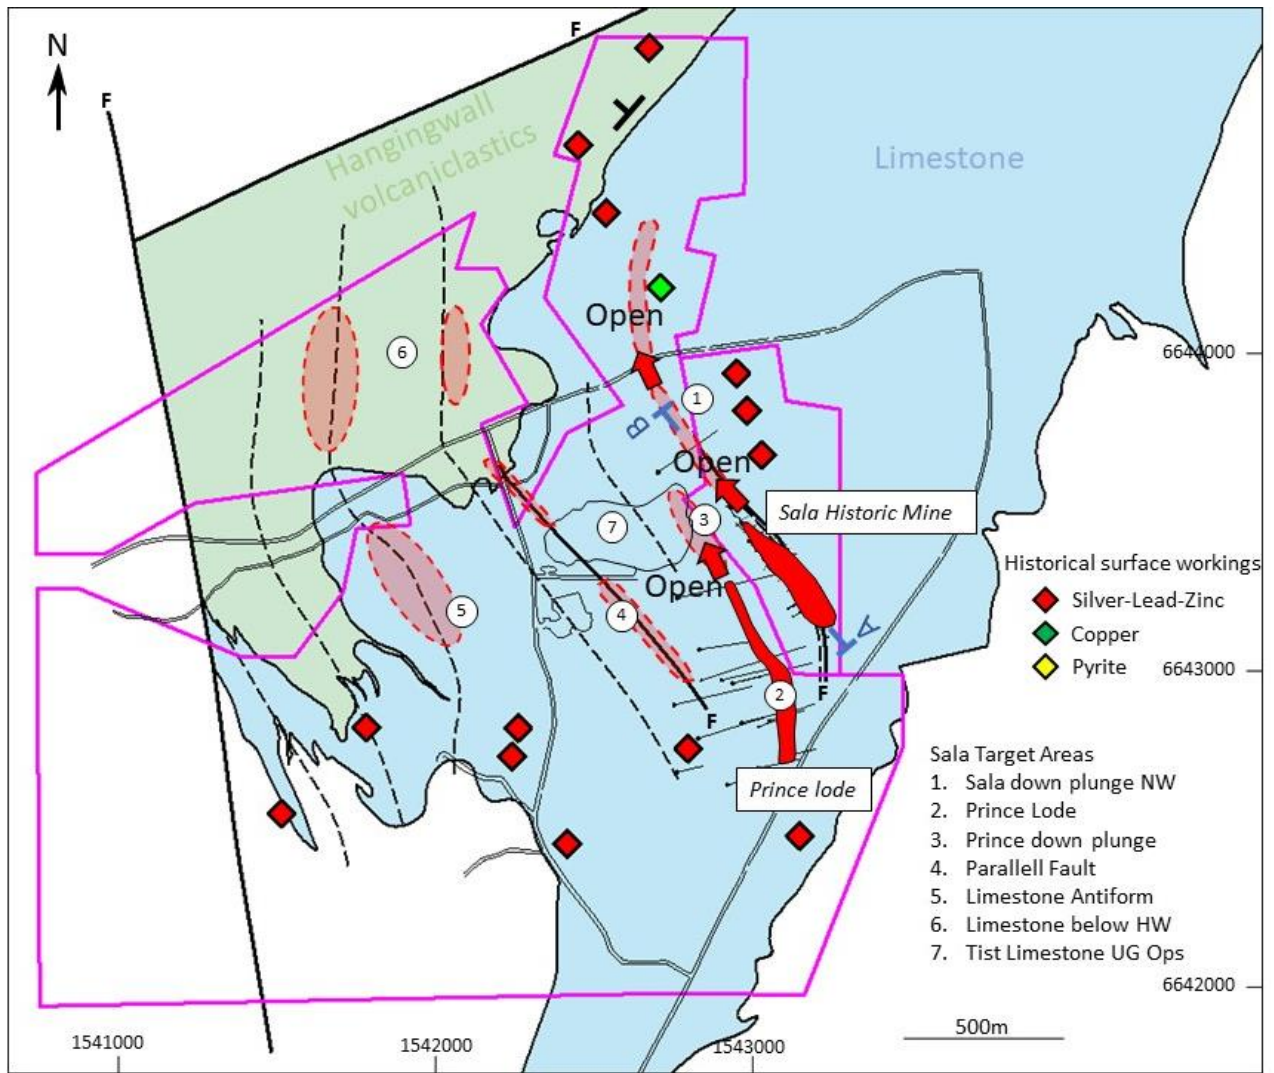 F
N
F
Hangingwall
volcaniclastics
Limestone
Open
6644000
6
1
B
Open
Sala Historic Mine
3
7
Open
Historical surface workings
Silver-Lead-Zinc
5
4
A
Copper
Pyrite
6643000
2
F
F
Sala Target Areas
1. Sala down plunge NW
Prince lode
2. Prince Lode
3. Prince down plunge
4. Parallell Fault
5. Limestone Antiform
6. Limestone below HW
7. Tist Limestone UG Ops
6642000
500m
1541000
1542000
1543000